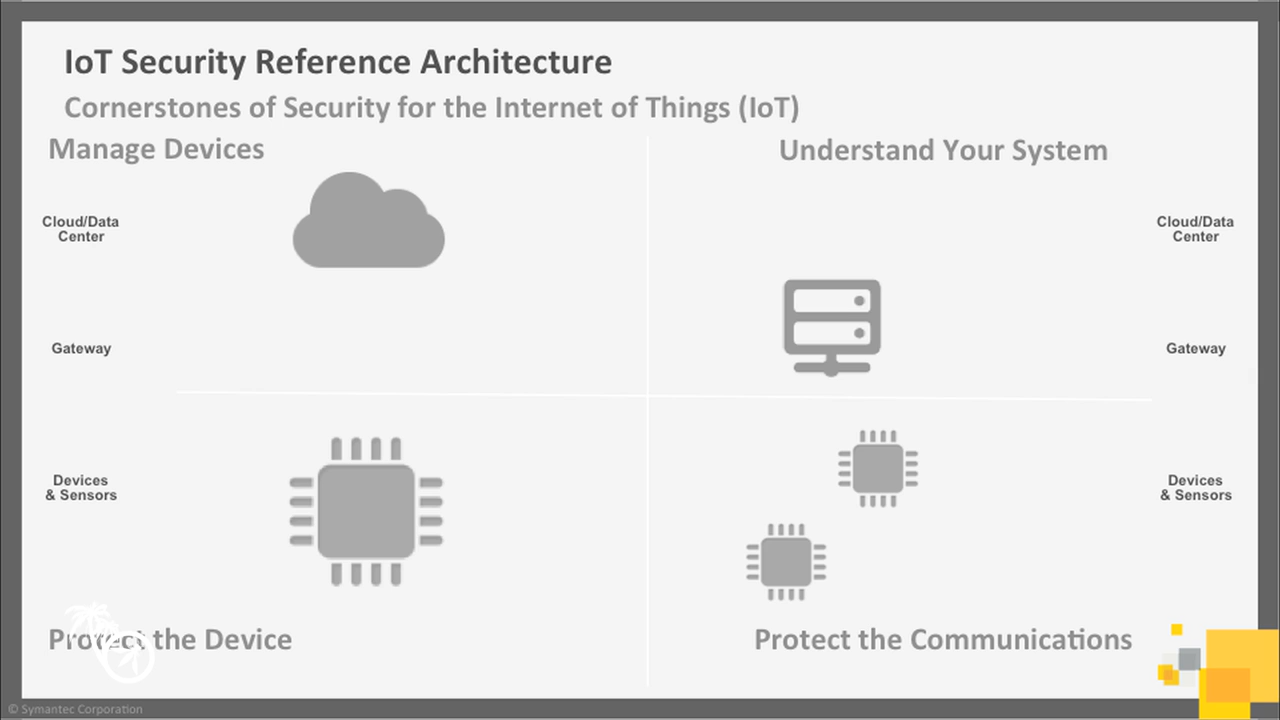 IoT Security Reference Architecture
Cornerstones of Security for the Internet of Things (IoT)
Manage Devices
Understand Your System
Cloud/Data
Center
Cloud/Data
Center
Gateway
Gateway
Devices
& Sensors
Devices
& Sensors
Protect the Device
Protect the Communications
© Symantec Corporation